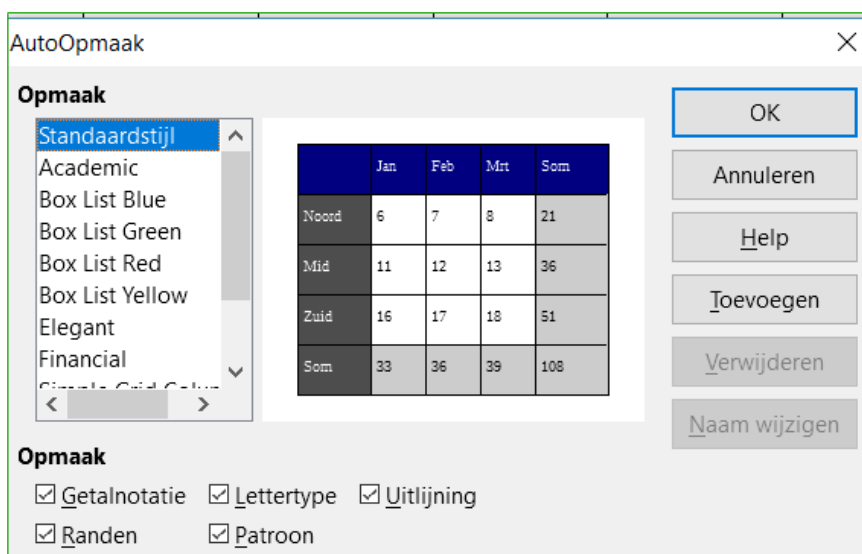 AutoOpmaak
Opmaak
Standaardstijl
Academic
Box List Blue
Box List Green
Box List Red
Box List Yellow
Elegant
Financial
Jan Feb Mrt Som
Noord 6 7 8 21
Mid 11 12 13 36
Zuid 16 17 18 51
Som 33 36 39 108
OK
Annuleren
Help
Toevoegen
Verwijderen
Naam wijzigen
Opmaak
Getalnotatie Lettertype Uitlijning
Randen Patroon